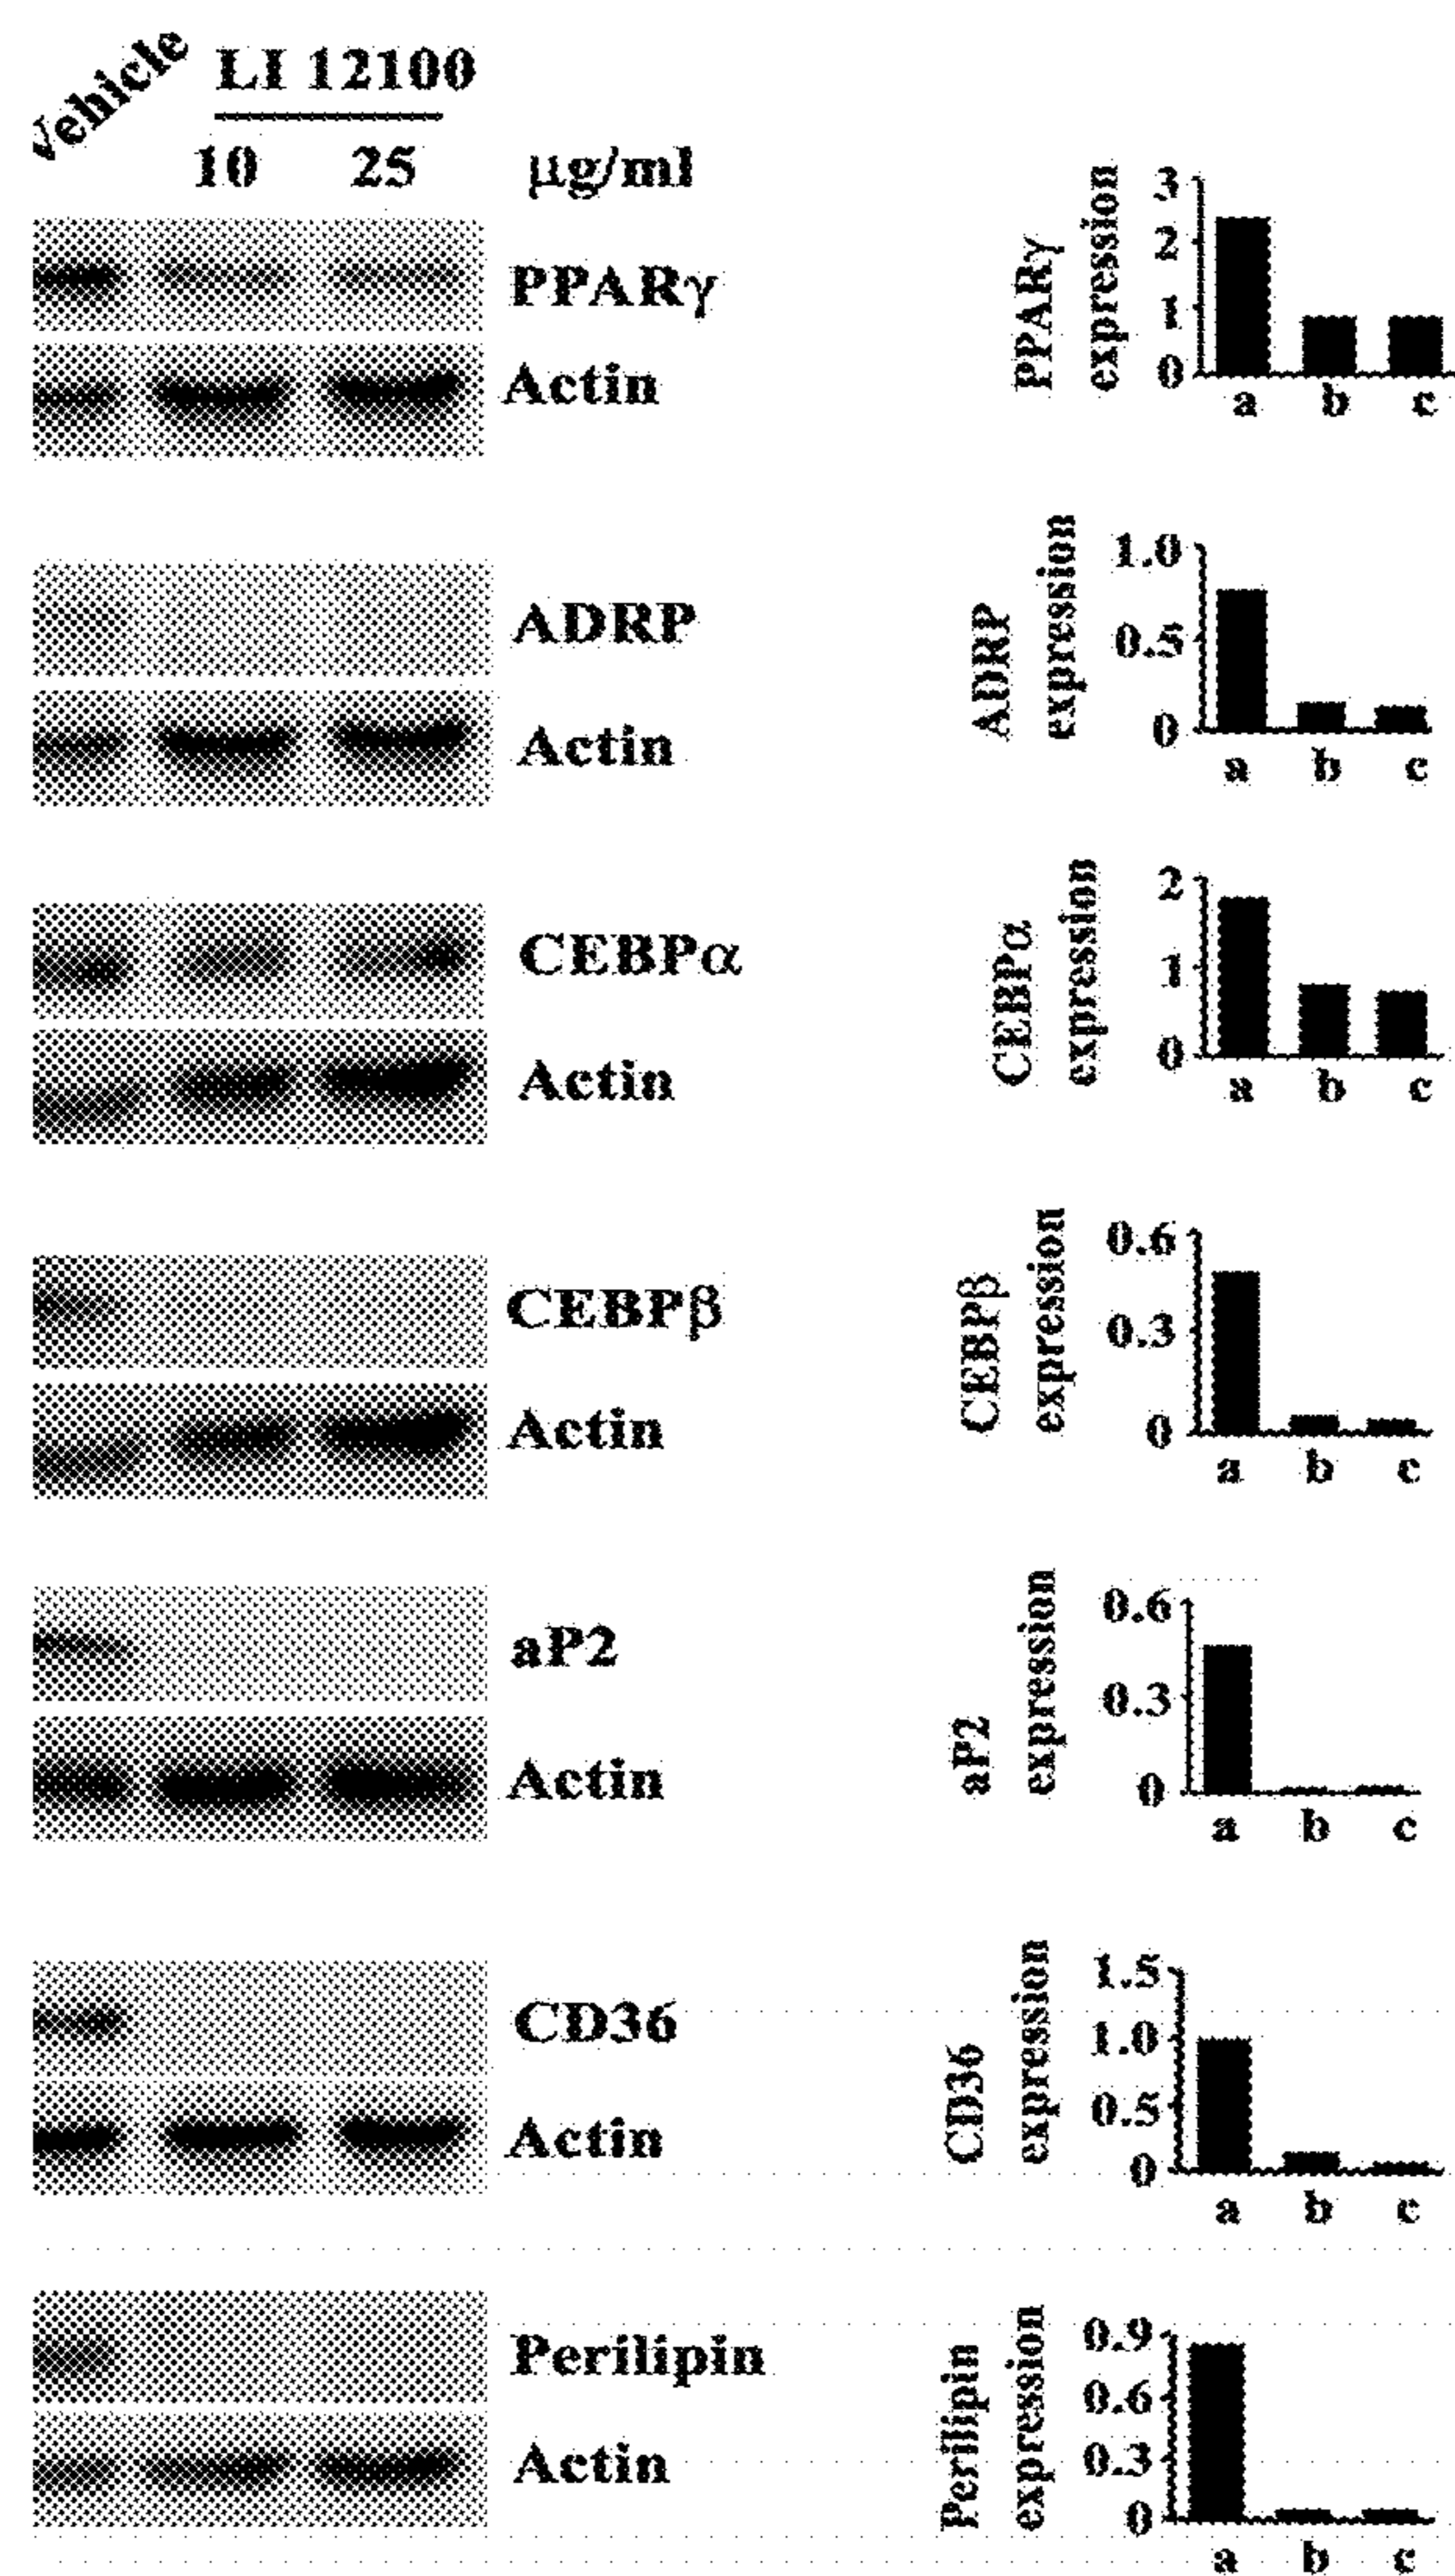 Vehicle
LI 12100
10 25 μg/ml
PPARγ
Actin
PPARγ
expression
3
2
1
0
a b c
ADRP
Actin
ADRP
expression
1.0
0.5
0
a b c
CEBPα
Actin
CEBPα
expression
2
1
0
a b c
CEBPβ
Actin
CEBPβ
expression
0.6
0.3
0
a b c
aP2
Actin
aP2
expression
0.6
0.3
0
a b c
CD36
Actin
CD36
expression
1.5
1.0
0.5
0
a b c
Perilipin
Actin
Perilipin
expression
0.9
0.6
0.3
0
a b c